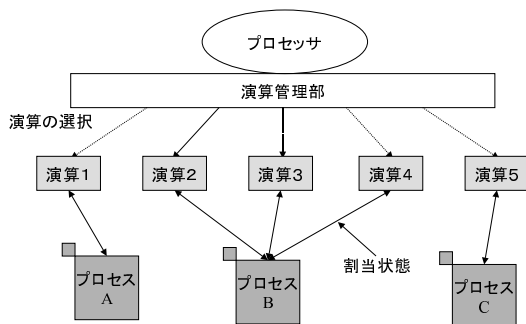 プロセッサ
演算管理部
演算の選択
演算1
演算2
演算3
演算4
演算5
割当状態
プロセス
A
プロセス
B
プロセス
C